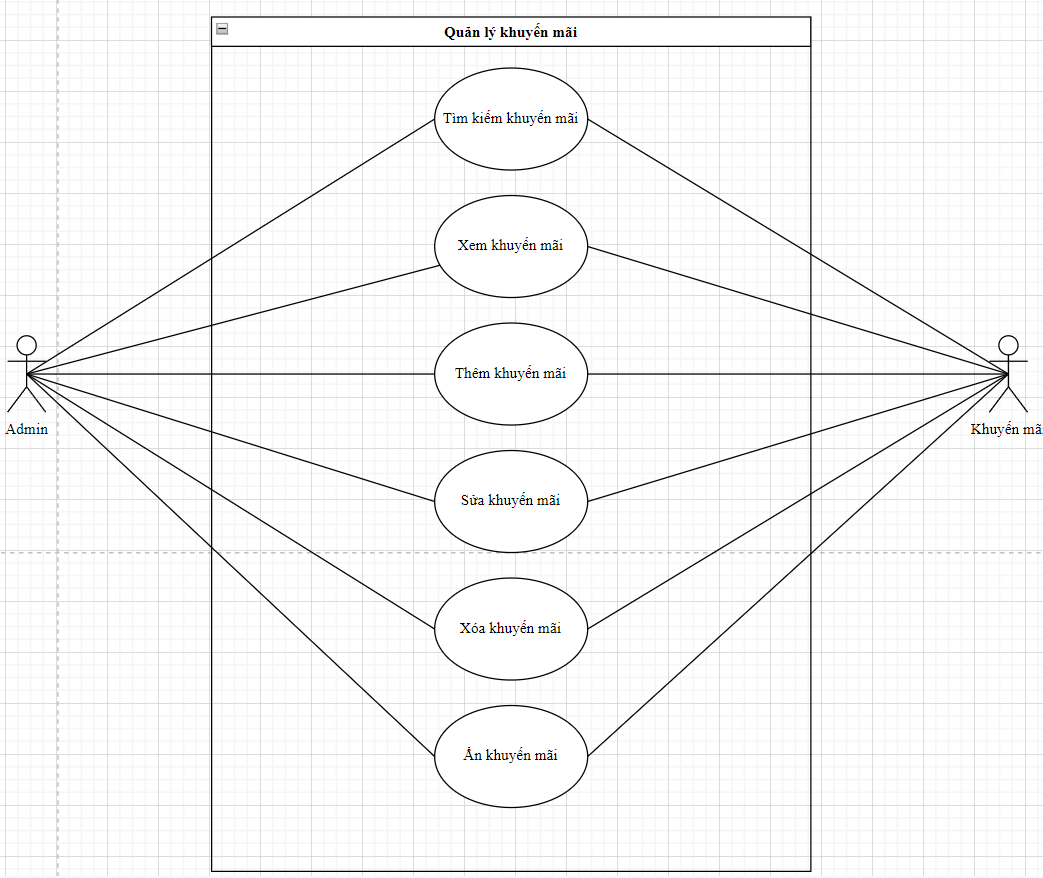 Quản lý khuyến mãi
Tìm kiếm khuyến mãi
Xem khuyến mãi
Thêm khuyến mãi
Sửa khuyến mãi
Xóa khuyến mãi
Ẩn khuyến mãi
Admin
Khuyến mã